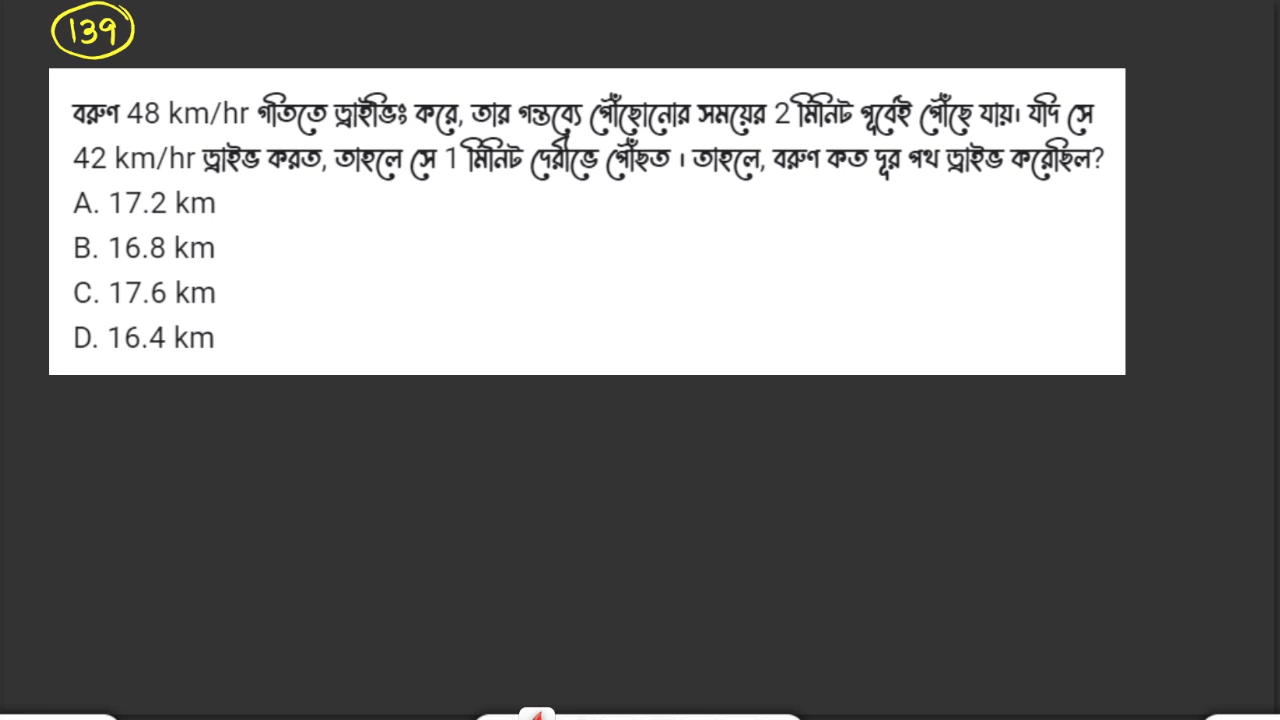 139
বরুণ 48 km/hr গতিতে ড্রাইভিং করে, তার গন্তব্যে পৌঁছোনোর সময়ের 2 মিনিট পূর্বেই পৌঁছে যায়। যদি সে
42 km/hr ড্রাইভ করত, তাহলে সে 1 মিনিট দেরীতে পৌঁছত । তাহলে, বরুণ কত দূর পথ ড্রাইভ করেছিল?
A. 17.2 km
B. 16.8 km
C. 17.6 km
D. 16.4 km